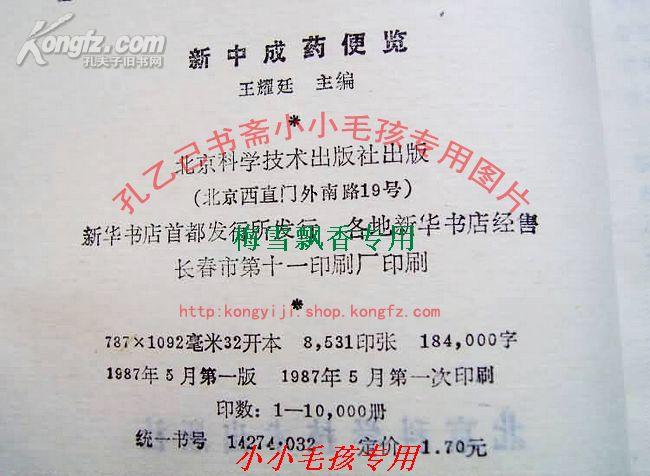 Kongfz.com
孔夫子旧书网
新中成药便览
王耀廷 主编
*
孔乙己书斋小小毛孩专用图片
北京科学技术出版社出版
(北京西直门外南路19号)
新华书店首都发行所发行 各地新华书店经售
梅雪飘香专用
长春市第十一印刷厂印刷
http:kongyiji.shop.kongfz.com
*
787×1092毫米32开本 8,531印张 184,000字
1987年5月第一版 1987年5月第一次印刷
印数: 1—10,000册
统一书号 14274·032 定价 1.70元
小小毛孩专用